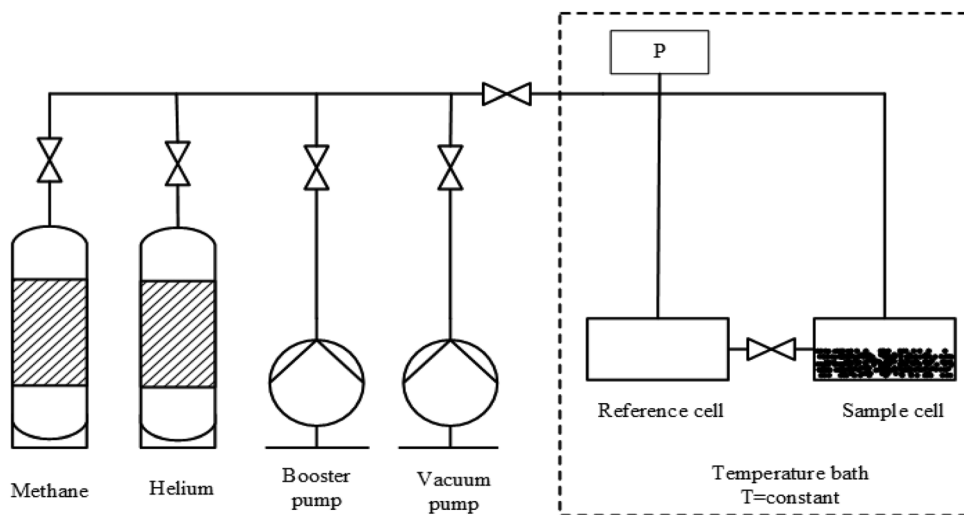 P
Reference cell
Sample cell
Methane
Helium
Booster
pump
Vacuum
pump
Temperature bath
T=constant